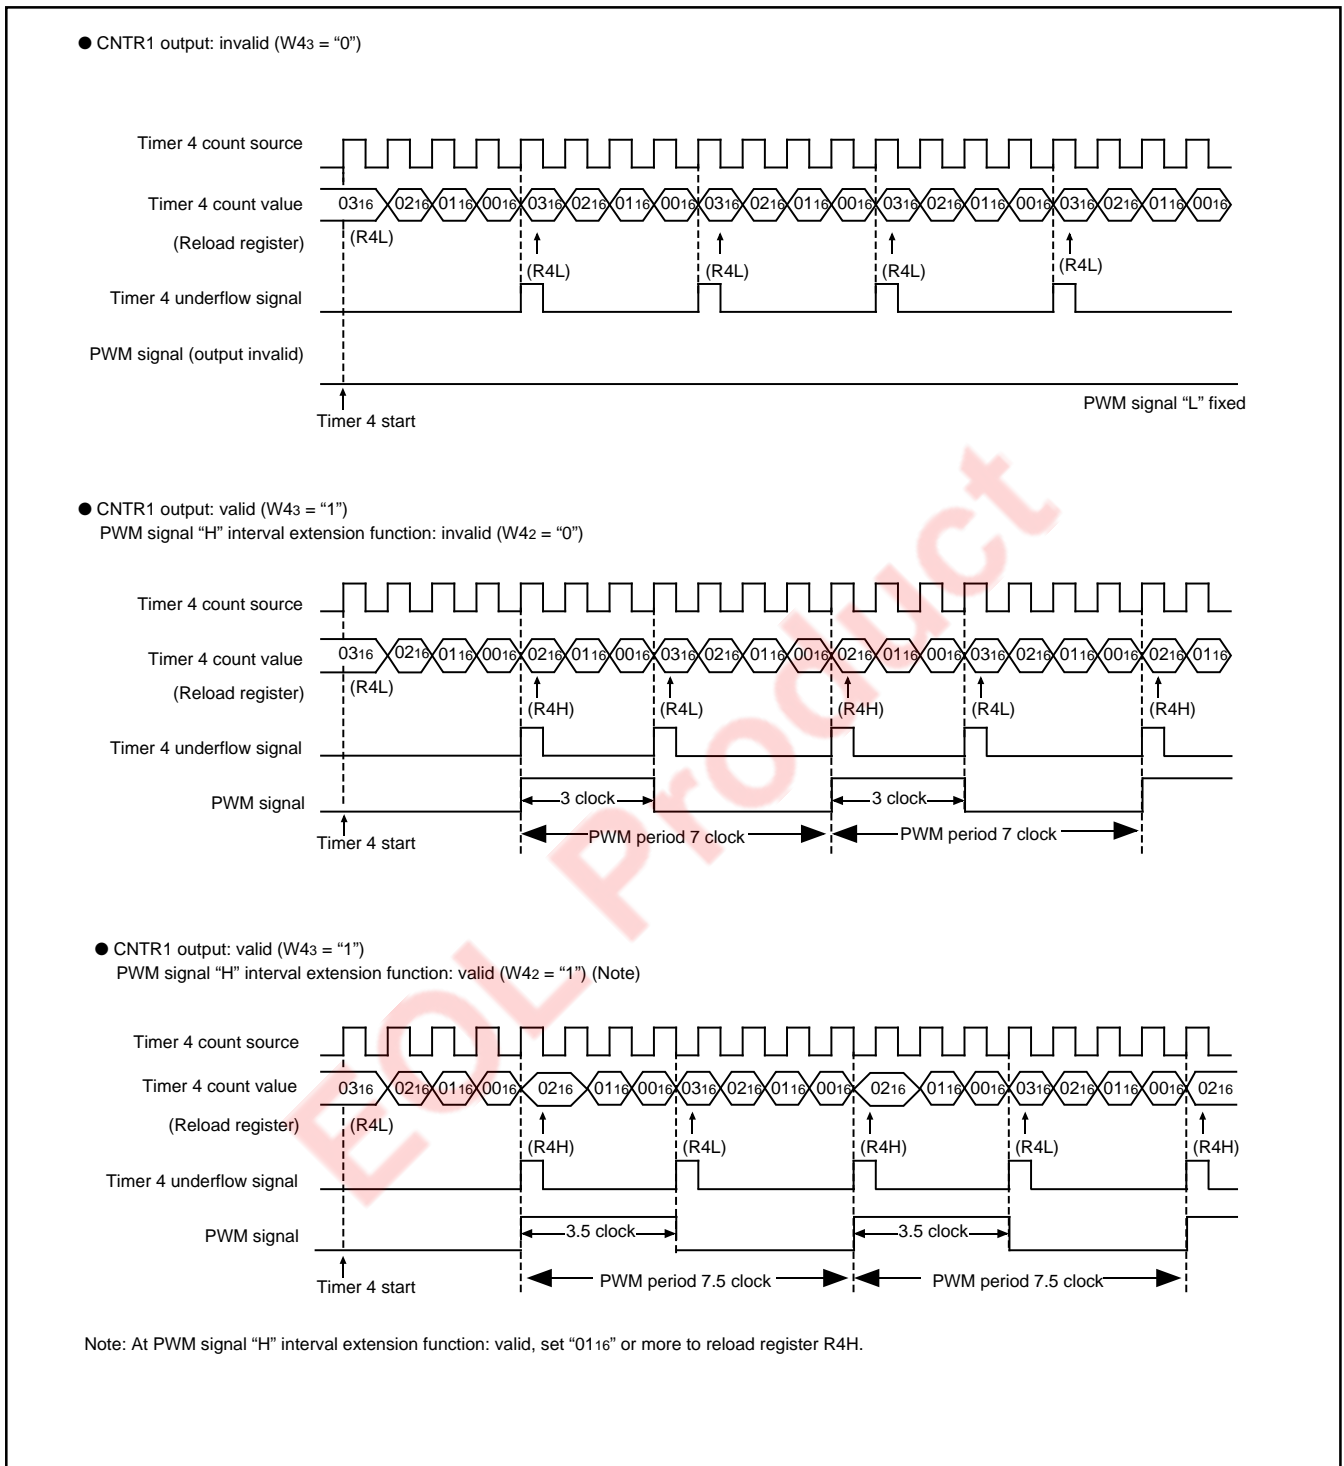 ● CNTR1 output: invalid (W43 = “0”)
Timer 4 count source
Timer 4 count value 0316 0216 0116 0016 0316 0216 0116 0016 0316 0216 0116 0016 0316 0216 0116 0016 0316 0216 0116 0016
(Reload register) (R4L) (R4L) (R4L) (R4L) (R4L)
Timer 4 underflow signal
PWM signal (output invalid)
PWM signal “L” fixed
Timer 4 start
● CNTR1 output: valid (W43 = “1”)
PWM signal “H” interval extension function: invalid (W42 = “0”)
Timer 4 count source
Timer 4 count value 0316 0216 0116 0016 0216 0116 0016 0316 0216 0116 0016 0216 0116 0016 0316 0216 0116 0016 0216 0116
(Reload register) (R4L) (R4H) (R4L) (R4H) (R4L) (R4H)
Timer 4 underflow signal
PWM signal 3 clock 3 clock
Timer 4 start PWM period 7 clock PWM period 7 clock
● CNTR1 output: valid (W43 = “1”)
PWM signal “H” interval extension function: valid (W42 = “1”) (Note)
Timer 4 count source
Timer 4 count value 0316 0216 0116 0016 0216 0116 0016 0316 0216 0116 0016 0216 0116 0016 0316 0216 0116 0016 0216
(Reload register) (R4L) (R4H) (R4L) (R4H) (R4L) (R4H)
Timer 4 underflow signal
PWM signal 3.5 clock 3.5 clock
Timer 4 start PWM period 7.5 clock PWM period 7.5 clock
Note: At PWM signal “H” interval extension function: valid, set “0116” or more to reload register R4H.
EOL Product